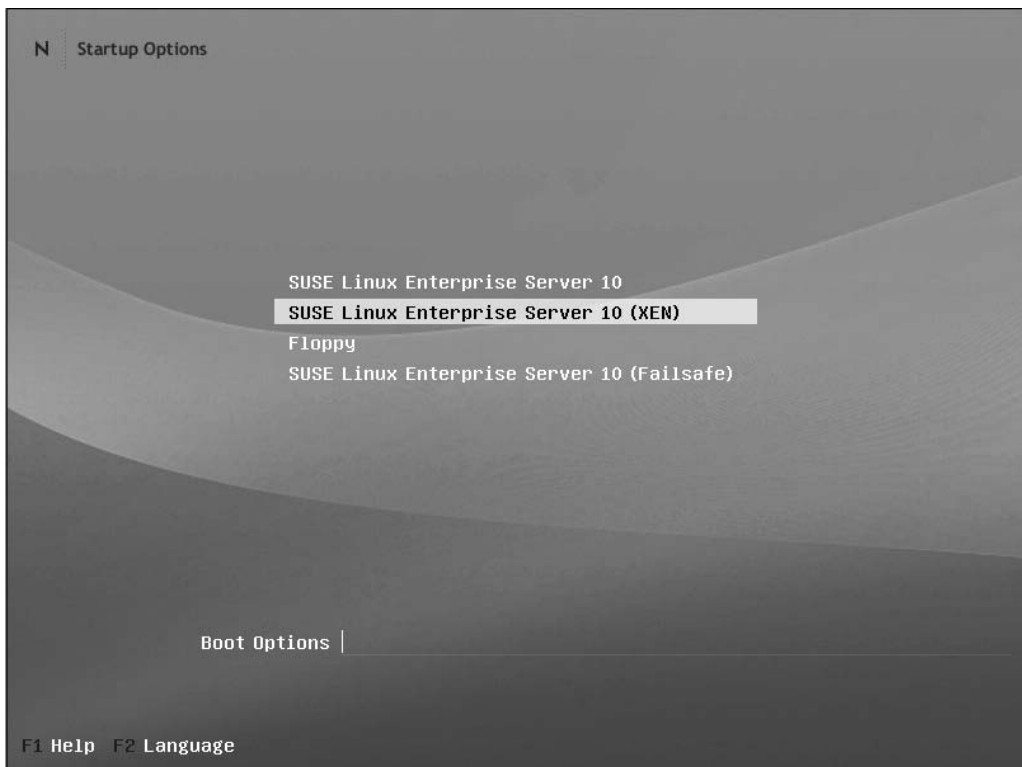 N Startup Options
SUSE Linux Enterprise Server 10
SUSE Linux Enterprise Server 10 (XEN)
Floppy
SUSE Linux Enterprise Server 10 (Failsafe)
Boot Options
F1 Help F2 Language